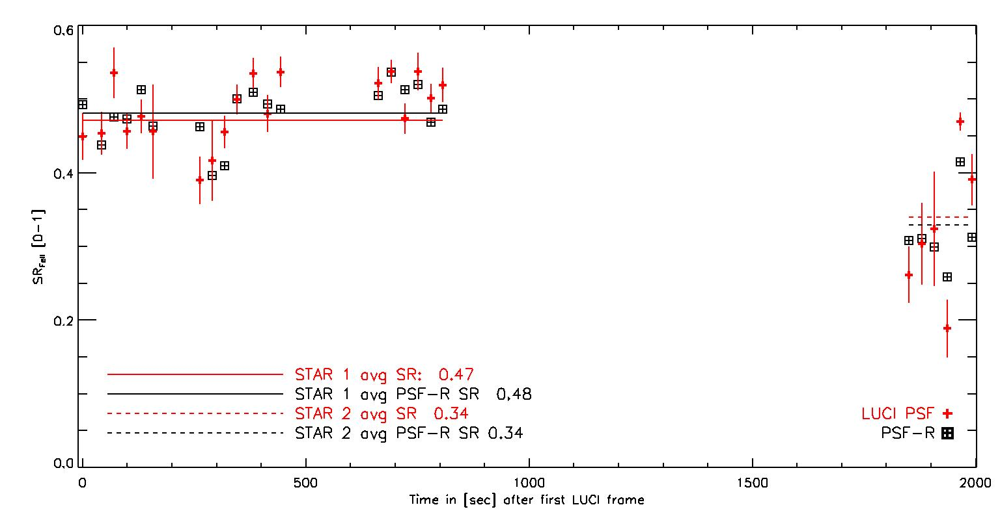 0.6
0.4
0.2
0.0
SR_FeII [0-1]
STAR 1 avg SR: 0.47
STAR 1 avg PSF-R SR 0.48
STAR 2 avg SR 0.34
STAR 2 avg PSF-R SR 0.34
LUCI PSF
PSF-R
0 500 1000 1500 2000
Time in [sec] after first LUCI frame